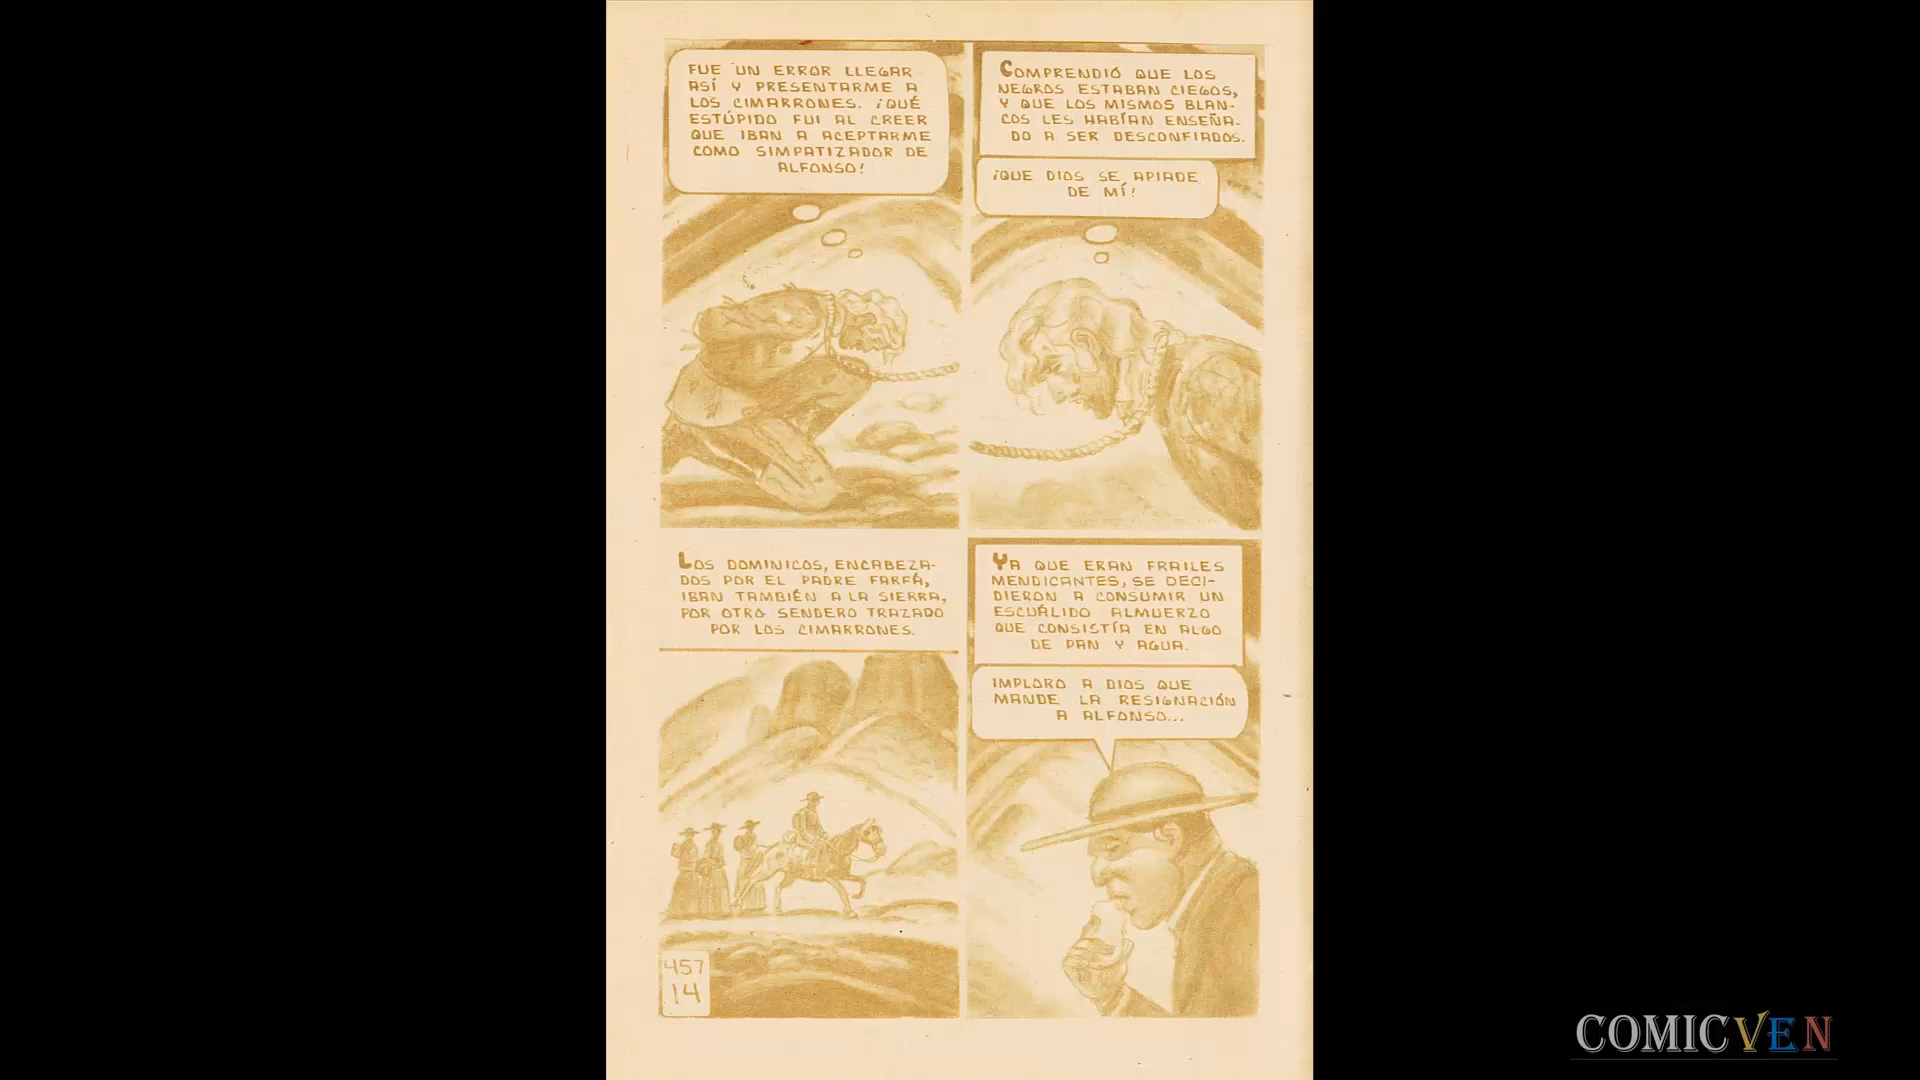 FUE UN ERROR LLEGAR
ASÍ Y PRESENTARME A
LOS CIMARRONES. ¡QUÉ
ESTÚPIDO FUI AL CREER
QUE IBAN A ACEPTARME
COMO SIMPATIZADOR DE
ALFONSO!
COMPRENDIÓ QUE LOS
NEGROS ESTABAN CIEGOS,
Y QUE LOS MISMOS BLAN-
COS LES HABÍAN ENSEÑA-
DO A SER DESCONFIADOS.
¡QUE DIOS SE APIADE
DE MÍ!
LOS DOMINICOS, ENCABEZA-
DOS POR EL PADRE FARFÁ,
IBAN TAMBIÉN A LA SIERRA,
POR OTRO SENDERO TRAZADO
POR LOS CIMARRONES.
YA QUE ERAN FRAILES
MENDICANTES, SE DECI-
DIERON A CONSUMIR UN
ESCUÁLIDO ALMUERZO
QUE CONSISTÍA EN ALGO
DE PAN Y AGUA.
IMPLORO A DIOS QUE
MANDE LA RESIGNACIÓN
A ALFONSO...
457
14
COMICVEN